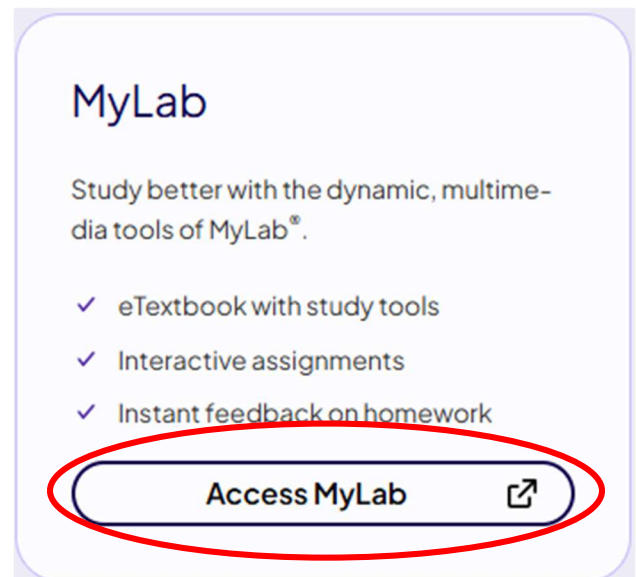 MyLab
Study better with the dynamic, multime-
dia tools of MyLab®.
eTextbook with study tools
Interactive assignments
Instant feedback on homework
Access MyLab